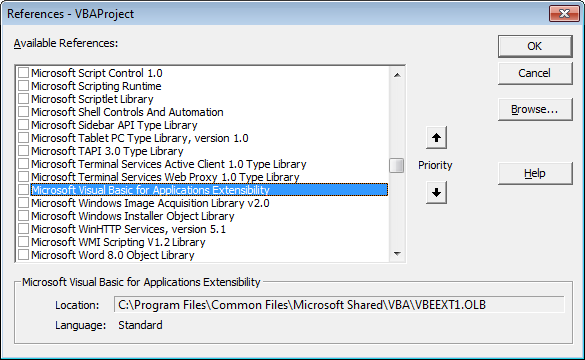 References - VBAProject
Available References:
OK
Microsoft Script Control 1.0
Microsoft Scripting Runtime
Cancel
Microsoft Scriptlet Library
Microsoft Shell Controls And Automation
Browse...
Microsoft Sidebar API Type Library
Microsoft Tablet PC Type Library, version 1.0
Microsoft TAPI 3.0 Type Library
Microsoft Terminal Services Active Client 1.0 Type Library
Priority
Microsoft Terminal Services Web Proxy 1.0 Type Library
Help
Microsoft Visual Basic for Applications Extensibility
Microsoft Windows Image Acquisition Library v2.0
Microsoft Windows Installer Object Library
Microsoft WinHTTP Services, version 5.1
Microsoft WMI Scripting V1.2 Library
Microsoft Word 8.0 Object Library
Microsoft Visual Basic for Applications Extensibility
Location: C:\Program Files\Common Files\Microsoft Shared\VBA\VBEEXT1.OLB
Language: Standard